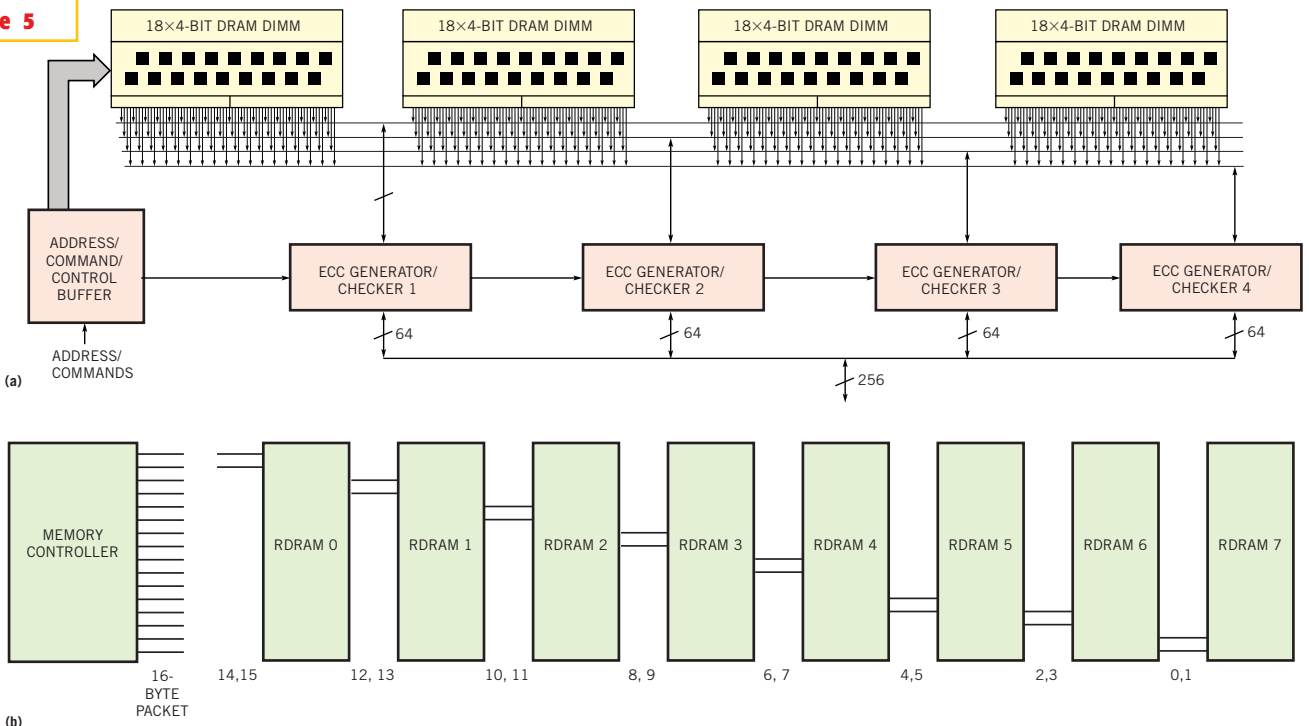 e 5
18×4-BIT DRAM DIMM
18×4-BIT DRAM DIMM
18×4-BIT DRAM DIMM
18×4-BIT DRAM DIMM
ADDRESS/
COMMAND/
CONTROL
BUFFER
ECC GENERATOR/
CHECKER 1
ECC GENERATOR/
CHECKER 2
ECC GENERATOR/
CHECKER 3
ECC GENERATOR/
CHECKER 4
64
64
64
64
ADDRESS/
COMMANDS
256
(a)
MEMORY
CONTROLLER
RDRAM 0
RDRAM 1
RDRAM 2
RDRAM 3
RDRAM 4
RDRAM 5
RDRAM 6
RDRAM 7
16-
BYTE
PACKET
14,15
12, 13
10, 11
8, 9
6, 7
4,5
2,3
0,1
(b)